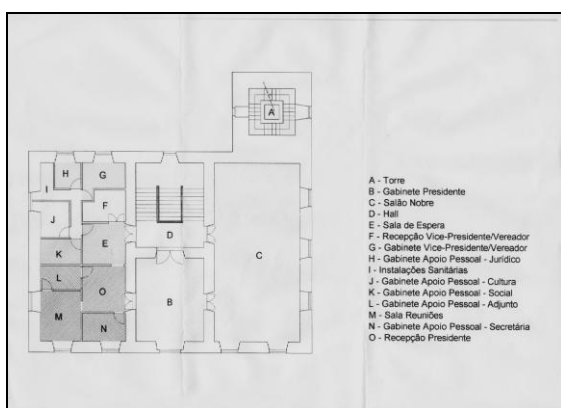 A
H
G
I
F
J
E
D
K
C
L
O
B
M
N
A - Torre
B - Gabinete Presidente
C - Salão Nobre
D - Hall
E - Sala de Espera
F - Recepção Vice-Presidente/Vereador
G - Gabinete Vice-Presidente/Vereador
H - Gabinete Apoio Pessoal - Jurídico
I - Instalações Sanitárias
J - Gabinete Apoio Pessoal - Cultura
K - Gabinete Apoio Pessoal - Social
L - Gabinete Apoio Pessoal - Adjunto
M - Sala Reuniões
N - Gabinete Apoio Pessoal - Secretária
O - Recepção Presidente